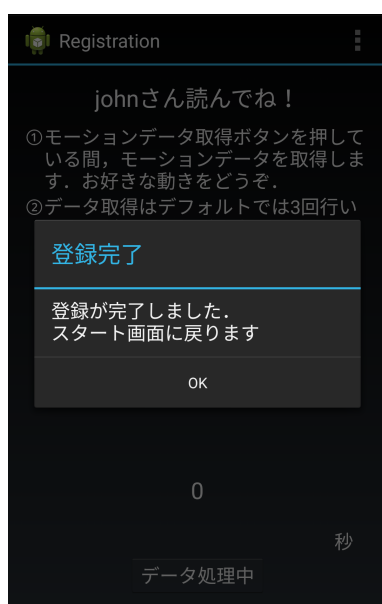 Registration
johnさん読んでね！
①モーションデータ取得ボタンを押して
いる間，モーションデータを取得しま
す．お好きな動きをどうぞ．
②データ取得はデフォルトでは3回行い
登録完了
登録が完了しました．
スタート画面に戻ります
OK
0
秒
データ処理中